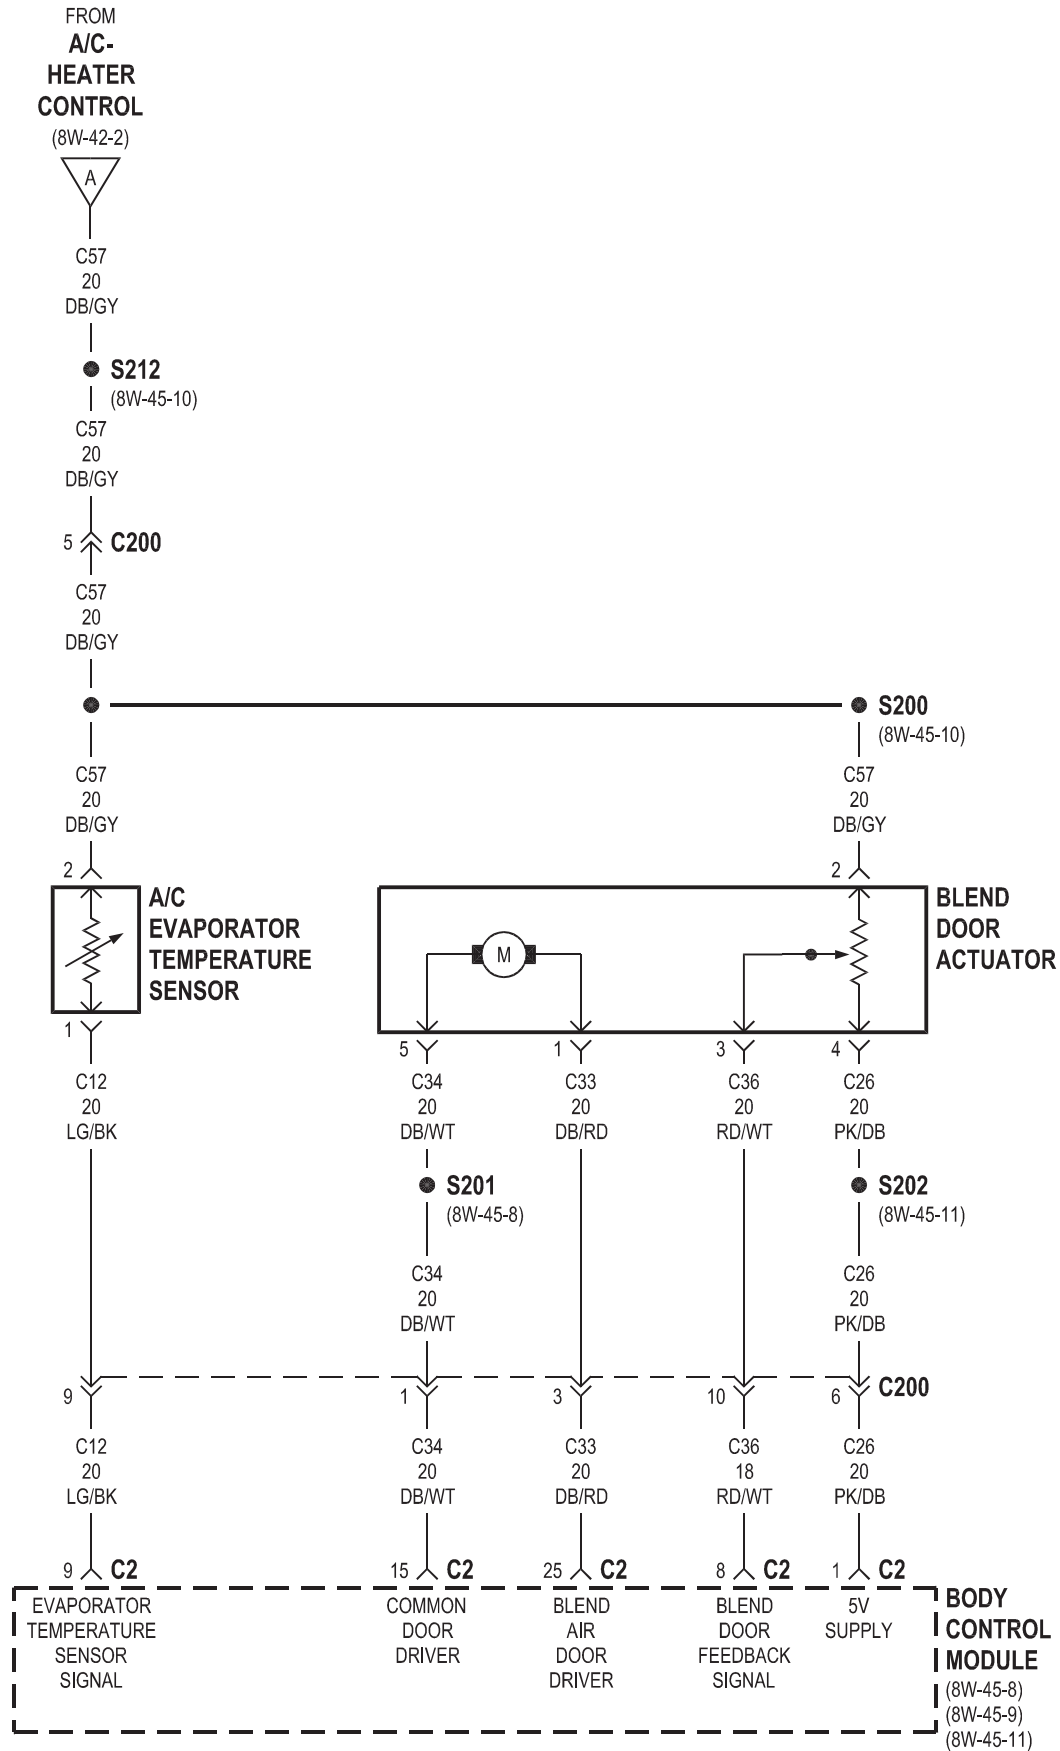 FROM
A/C-
HEATER
CONTROL
(8W-42-2)
A
C57
20
DB/GY
S212
(8W-45-10)
C57
20
DB/GY
5 C200
C57
20
DB/GY
S200
(8W-45-10)
C57
20
DB/GY
C57
20
DB/GY
2
2
A/C
EVAPORATOR
TEMPERATURE
SENSOR
M
BLEND
DOOR
ACTUATOR
1
5 1 3 4
C12
20
LG/BK
C34
20
DB/WT
C33
20
DB/RD
C36
20
RD/WT
C26
20
PK/DB
S201
(8W-45-8)
S202
(8W-45-11)
C34
20
DB/WT
C26
20
PK/DB
9 1 3 10 6 C200
C12
20
LG/BK
C34
20
DB/WT
C33
20
DB/RD
C36
18
RD/WT
C26
20
PK/DB
9 C2 15 C2 25 C2 8 C2 1 C2
EVAPORATOR
TEMPERATURE
SENSOR
SIGNAL
COMMON
DOOR
DRIVER
BLEND
AIR
DOOR
DRIVER
BLEND
DOOR
FEEDBACK
SIGNAL
5V
SUPPLY
BODY
CONTROL
MODULE
(8W-45-8)
(8W-45-9)
(8W-45-11)